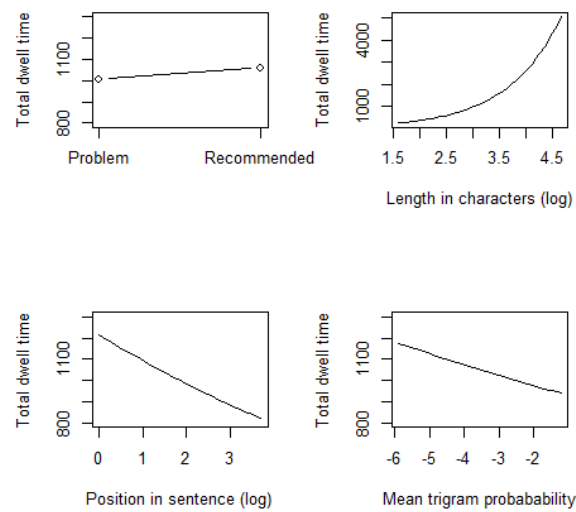 Total dwell time
800
1100
Problem
Recommended
Total dwell time
1000
4000
1.5 2.5 3.5 4.5
Length in characters (log)
Total dwell time
800
1100
0 1 2 3
Position in sentence (log)
Total dwell time
800
1100
-6 -5 -4 -3 -2
Mean trigram probabability